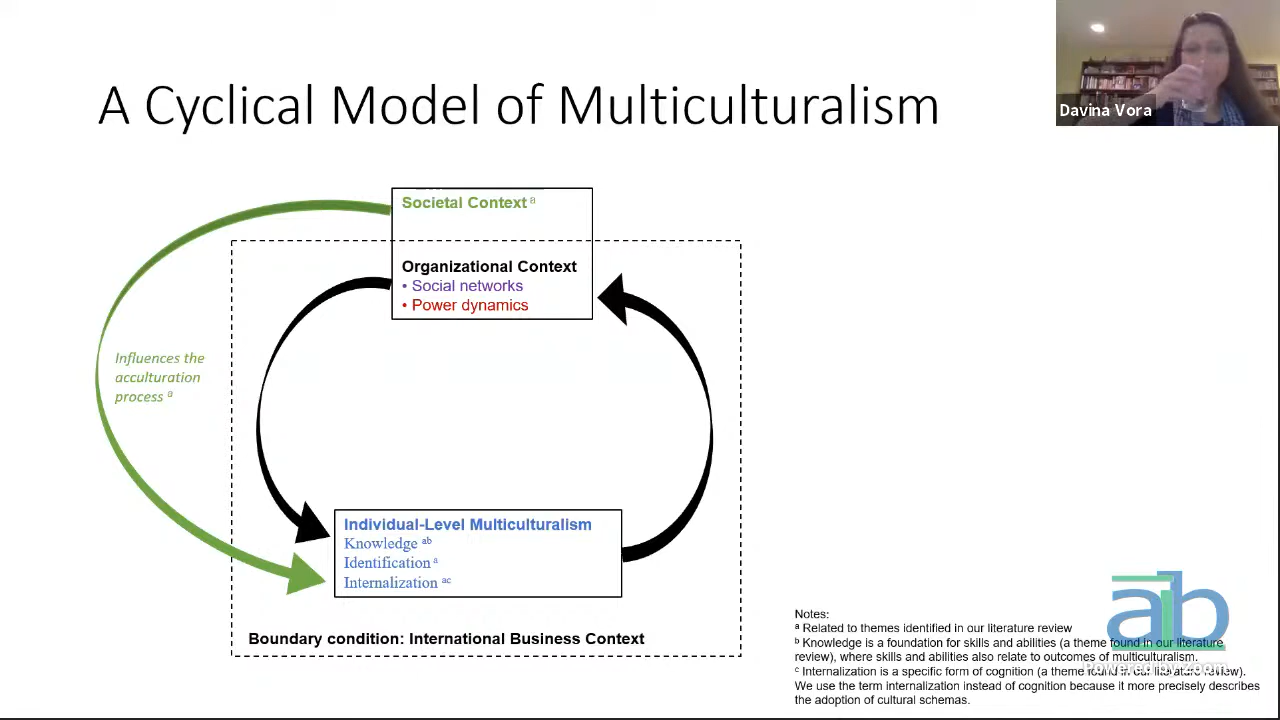 A Cyclical Model of Multiculturalism
Davina Vora
Societal Context a
Organizational Context
• Social networks
• Power dynamics
Influences the
acculturation
process a
Individual-Level Multiculturalism
Knowledge ab
Identification a
Internalization ac
Boundary condition: International Business Context
Notes:
a Related to themes identified in our literature review
b Knowledge is a foundation for skills and abilities (a theme found in our literature
review), where skills and abilities also relate to outcomes of multiculturalism.
c Internalization is a specific form of cognition (a theme found in our literature review).
We use the term internalization instead of cognition because it more precisely describes
the adoption of cultural schemas.
aib
Powered by Zoom